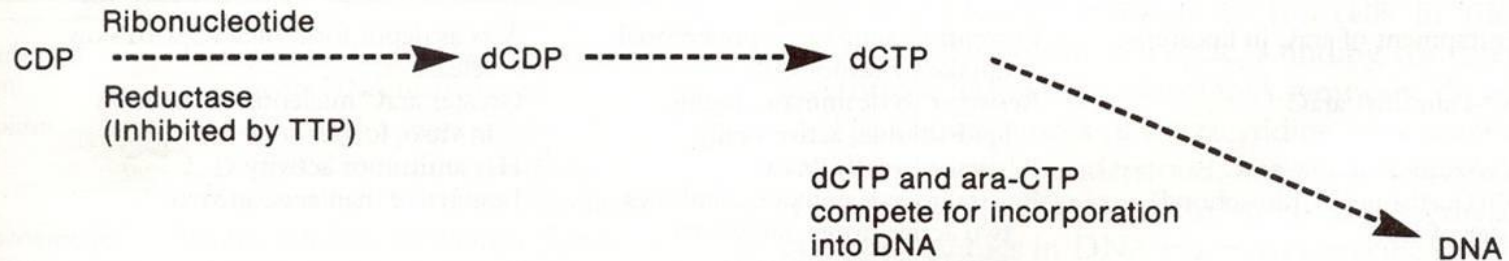 Ribonucleotide
CDP dCDP dCTP
Reductase
(Inhibited by TTP)
dCTP and ara-CTP
compete for incorporation
into DNA
DNA